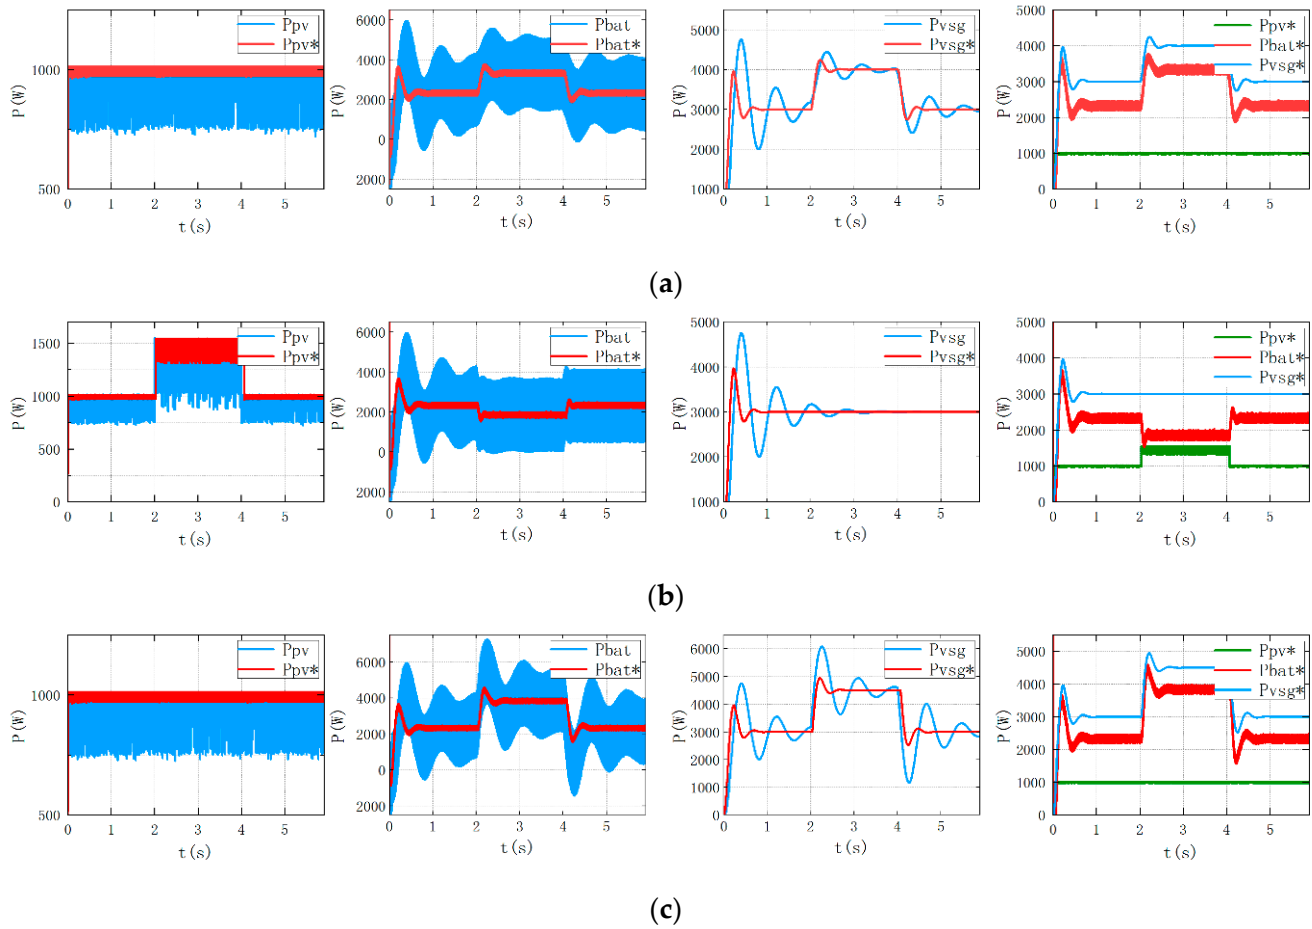 Ppv
Ppv*
1000
500
P(W)
0 1 2 3 4 5
t(s)
Pbat
Pbat*
6000
4000
2000
0
2000
P(W)
0 1 2 3 4 5
t(s)
Pvsg
Pvsg*
5000
4000
3000
2000
1000
P(W)
0 1 2 3 4 5
t(s)
Ppv*
Pbat*
Pvsg*
5000
4000
3000
2000
1000
0
P(W)
0 1 2 3 4 5
t(s)
(a)
Ppv
Ppv*
1500
1000
500
0
P(W)
0 1 2 3 4 5
t(s)
Pbat
Pbat*
6000
4000
2000
0
2000
P(W)
0 1 2 3 4 5
t(s)
Pvsg
Pvsg*
5000
4000
3000
2000
1000
P(W)
0 1 2 3 4 5
t(s)
Ppv*
Pbat*
Pvsg*
5000
4000
3000
2000
1000
0
P(W)
0 1 2 3 4 5
t(s)
(b)
Ppv
Ppv*
1000
500
P(W)
0 1 2 3 4 5
t(s)
Pbat
Pbat*
6000
4000
2000
0
2000
P(W)
0 1 2 3 4 5
t(s)
Pvsg
Pvsg*
6000
5000
4000
3000
2000
1000
0
P(W)
0 1 2 3 4 5
t(s)
Ppv*
Pbat*
Pvsg*
5000
4000
3000
2000
1000
0
P(W)
0 1 2 3 4 5
t(s)
(c)